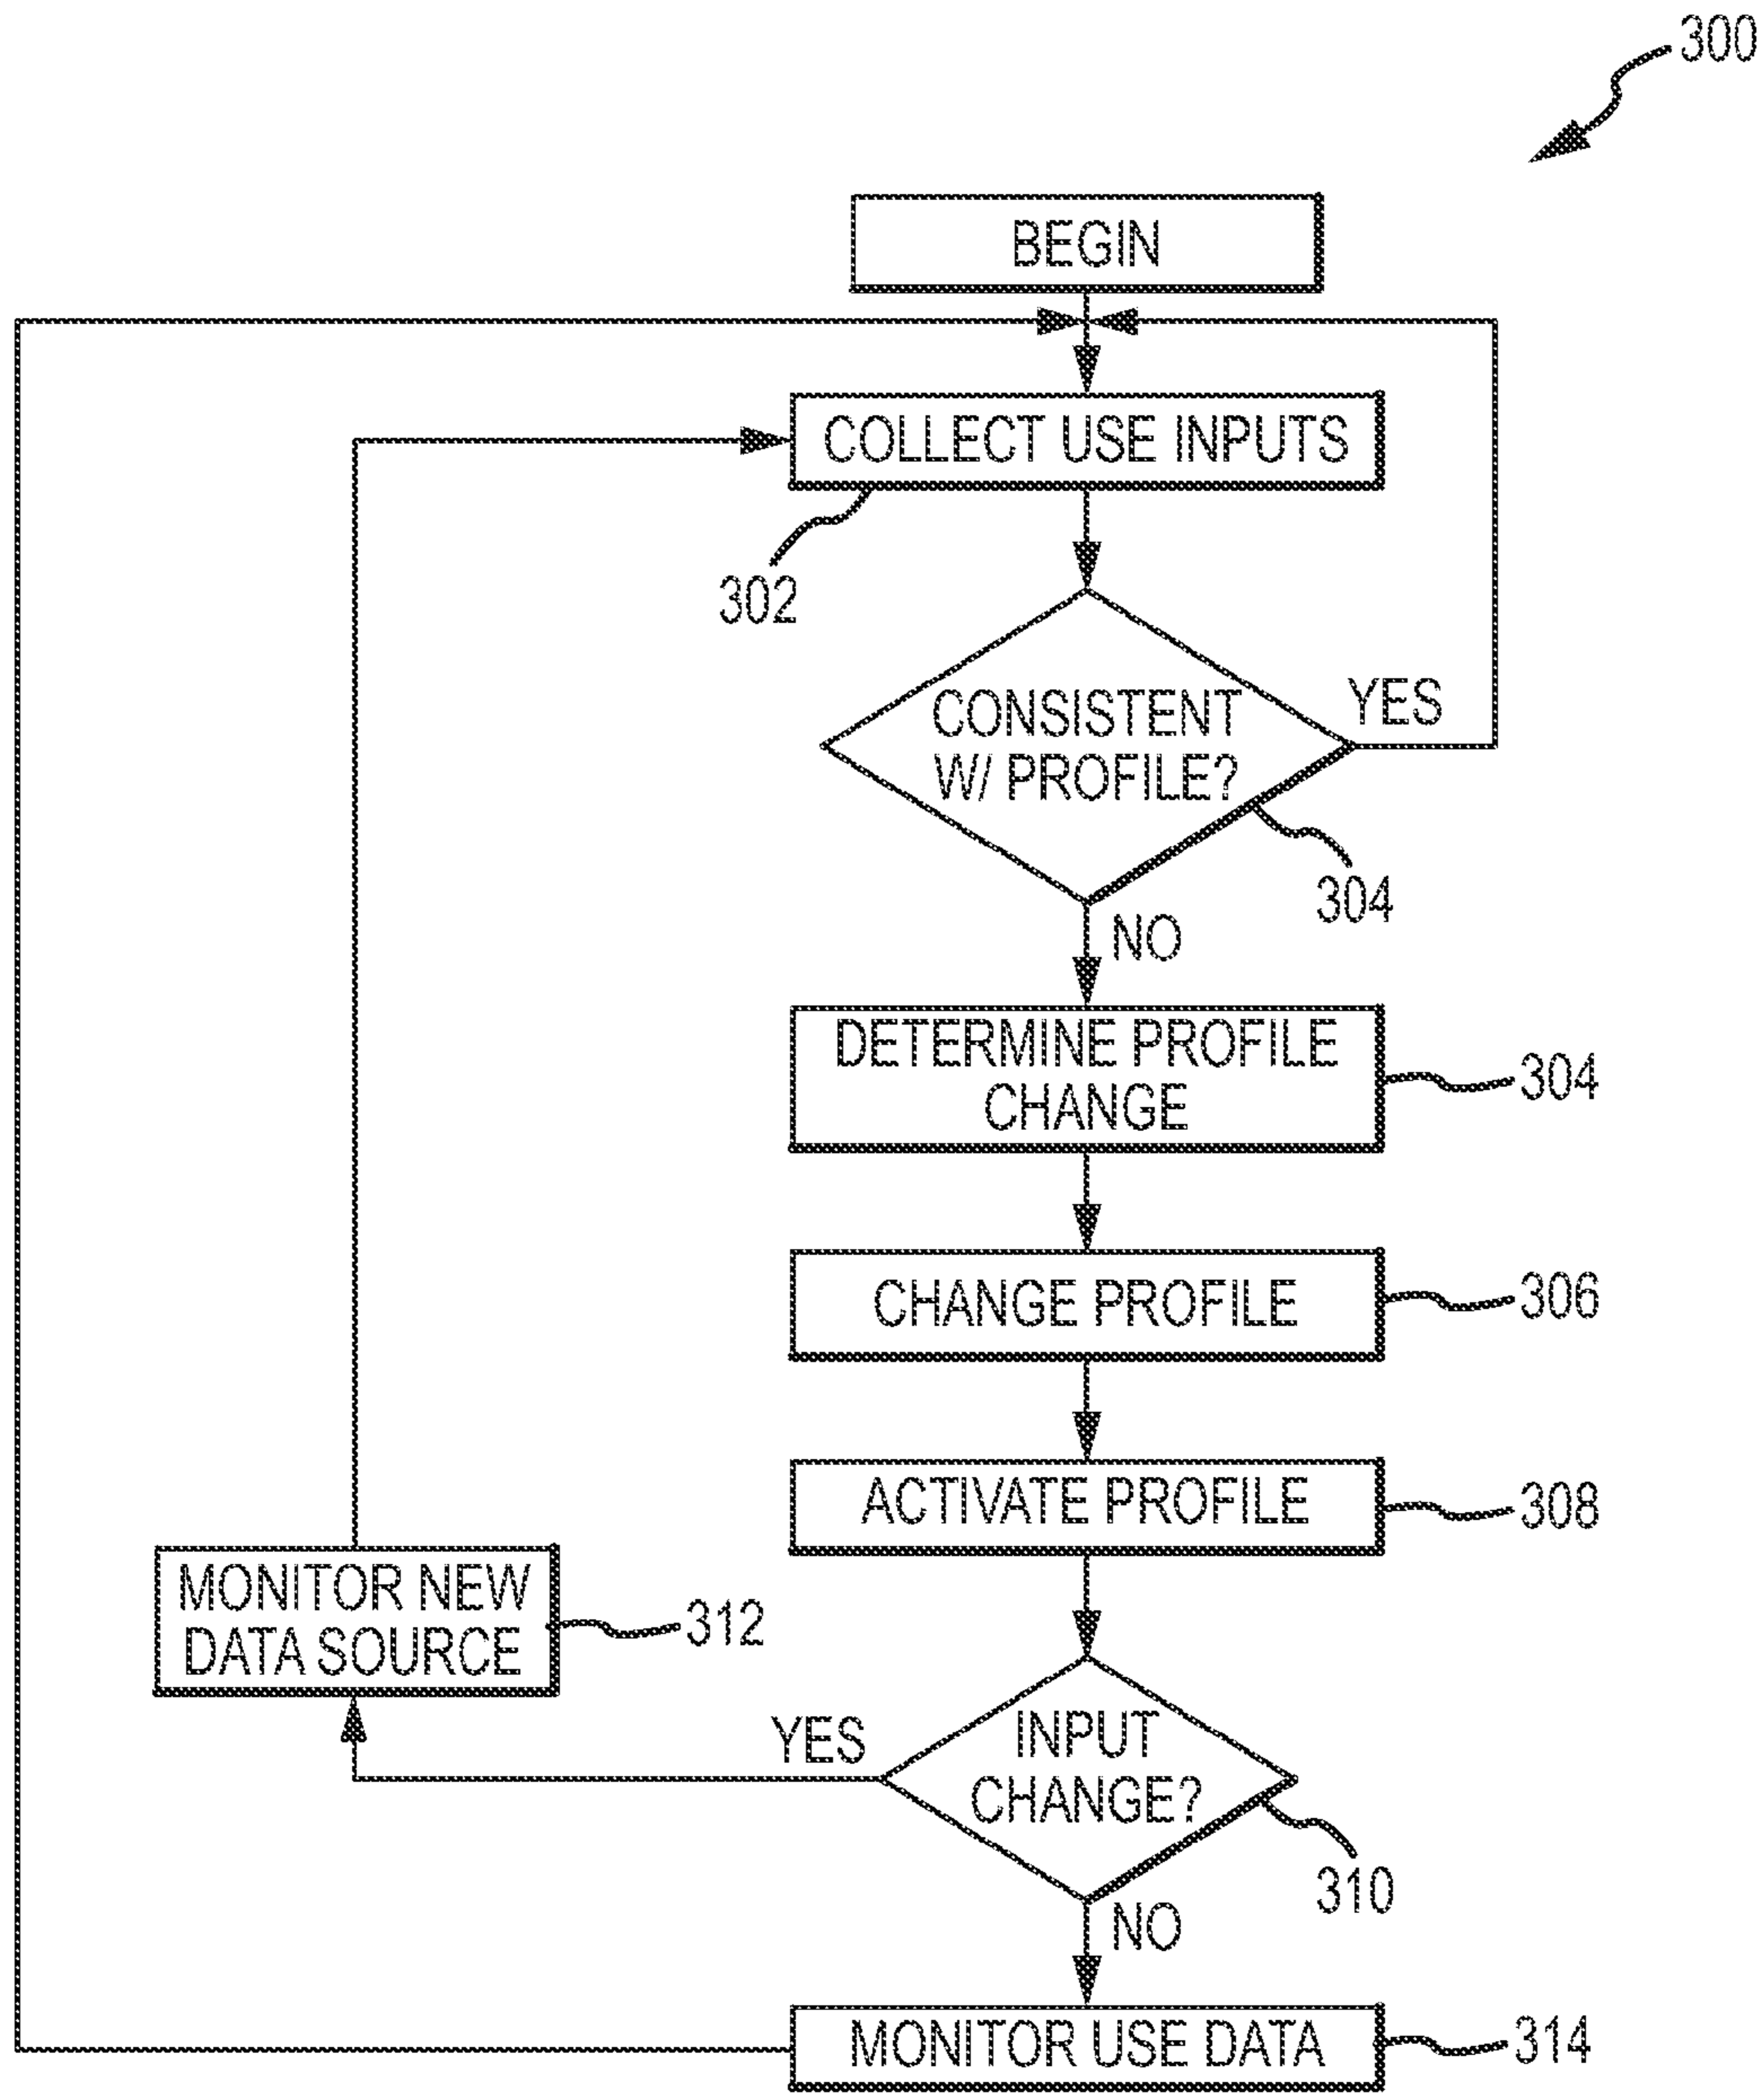 300
BEGIN
COLLECT USE INPUTS
302
CONSISTENT
W/ PROFILE?
YES
304
NO
DETERMINE PROFILE
CHANGE
304
CHANGE PROFILE
306
ACTIVATE PROFILE
308
MONITOR NEW
DATA SOURCE
312
YES
INPUT
CHANGE?
310
NO
MONITOR USE DATA
314